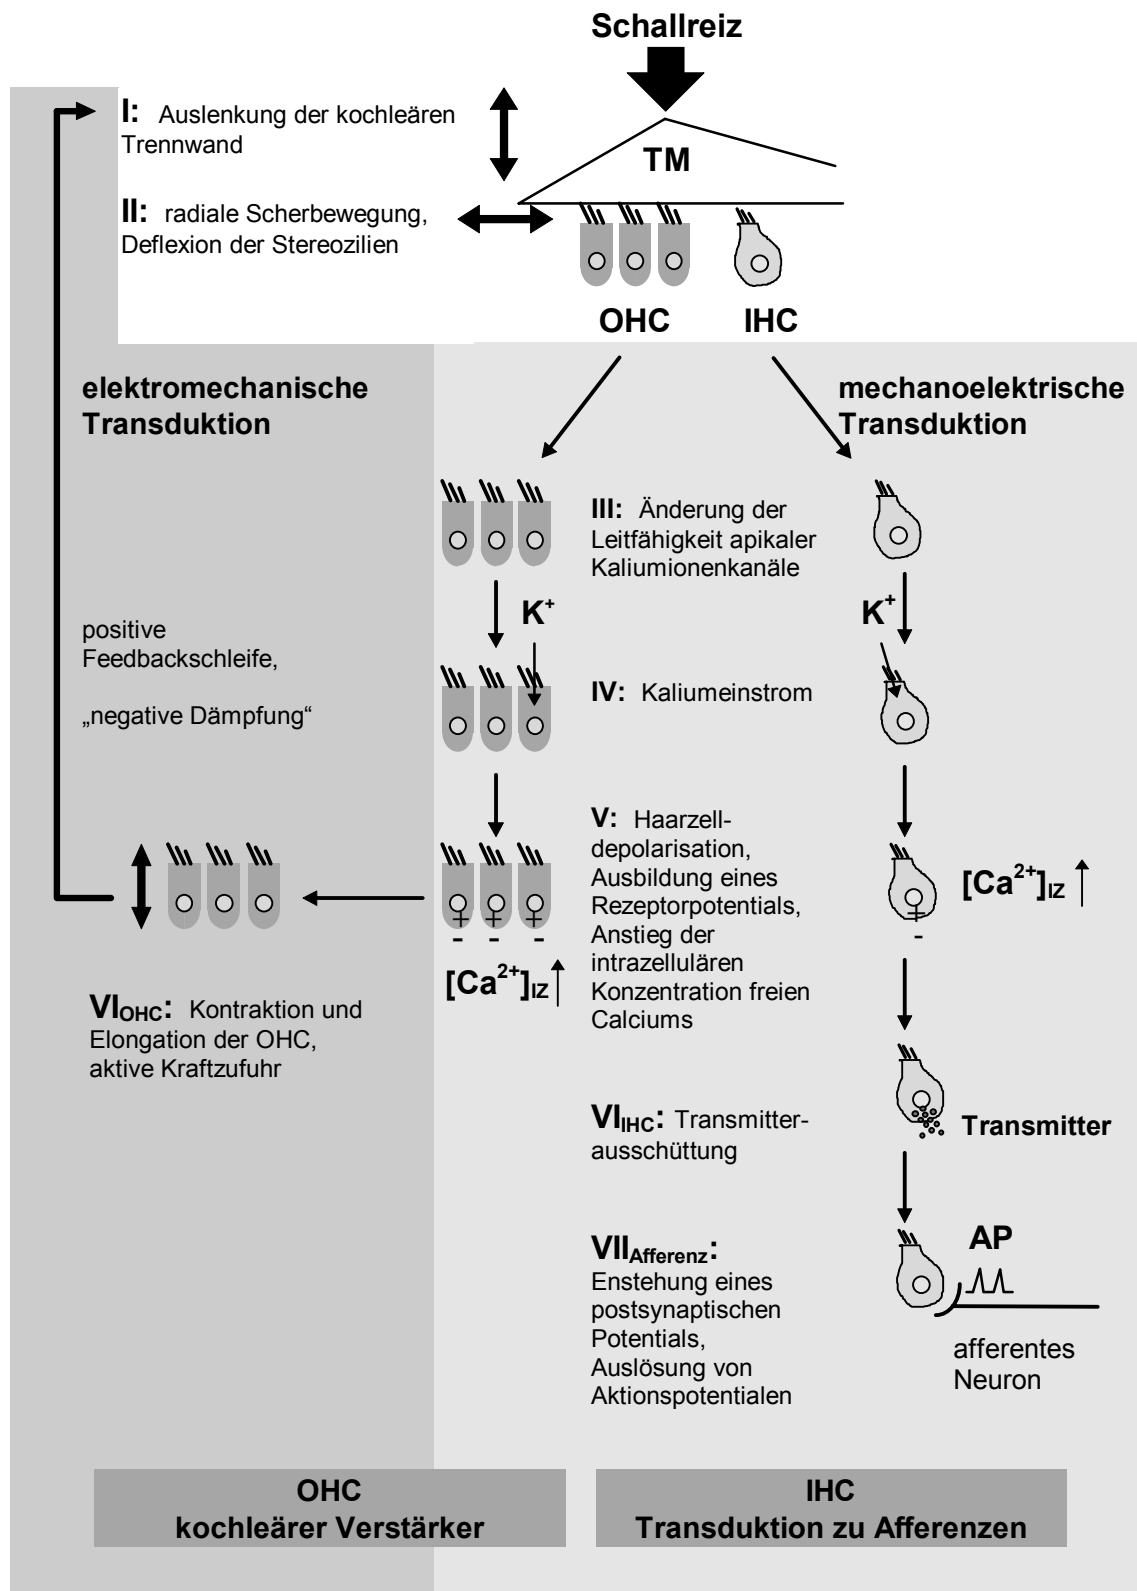 Schallreiz
I: Auslenkung der kochleären
Trennwand
TM
II: radiale Scherbewegung,
Deflexion der Stereozilien
OHC
IHC
elektromechanische
Transduktion
mechanoelektrische
Transduktion
III: Änderung der
Leitfähigkeit apikaler
Kaliumionenkanäle
K⁺
K⁺
positive
Feedbackschleife,
„negative Dämpfung“
IV: Kaliumeinstrom
V: Haarzell-
depolarisation,
Ausbildung eines
Rezeptorpotentials,
Anstieg der
intrazellulären
Konzentration freien
Calciums
[Ca²⁺]IZ ↑
- - -
[Ca²⁺]IZ ↑
-
VIOHC: Kontraktion und
Elongation der OHC,
aktive Kraftzufuhr
VIIHC: Transmitter-
ausschüttung
Transmitter
VIIAfferenz:
Enstehung eines
postsynaptischen
Potentials,
Auslösung von
Aktionspotentialen
AP
afferentes
Neuron
OHC
kochleärer Verstärker
IHC
Transduktion zu Afferenzen